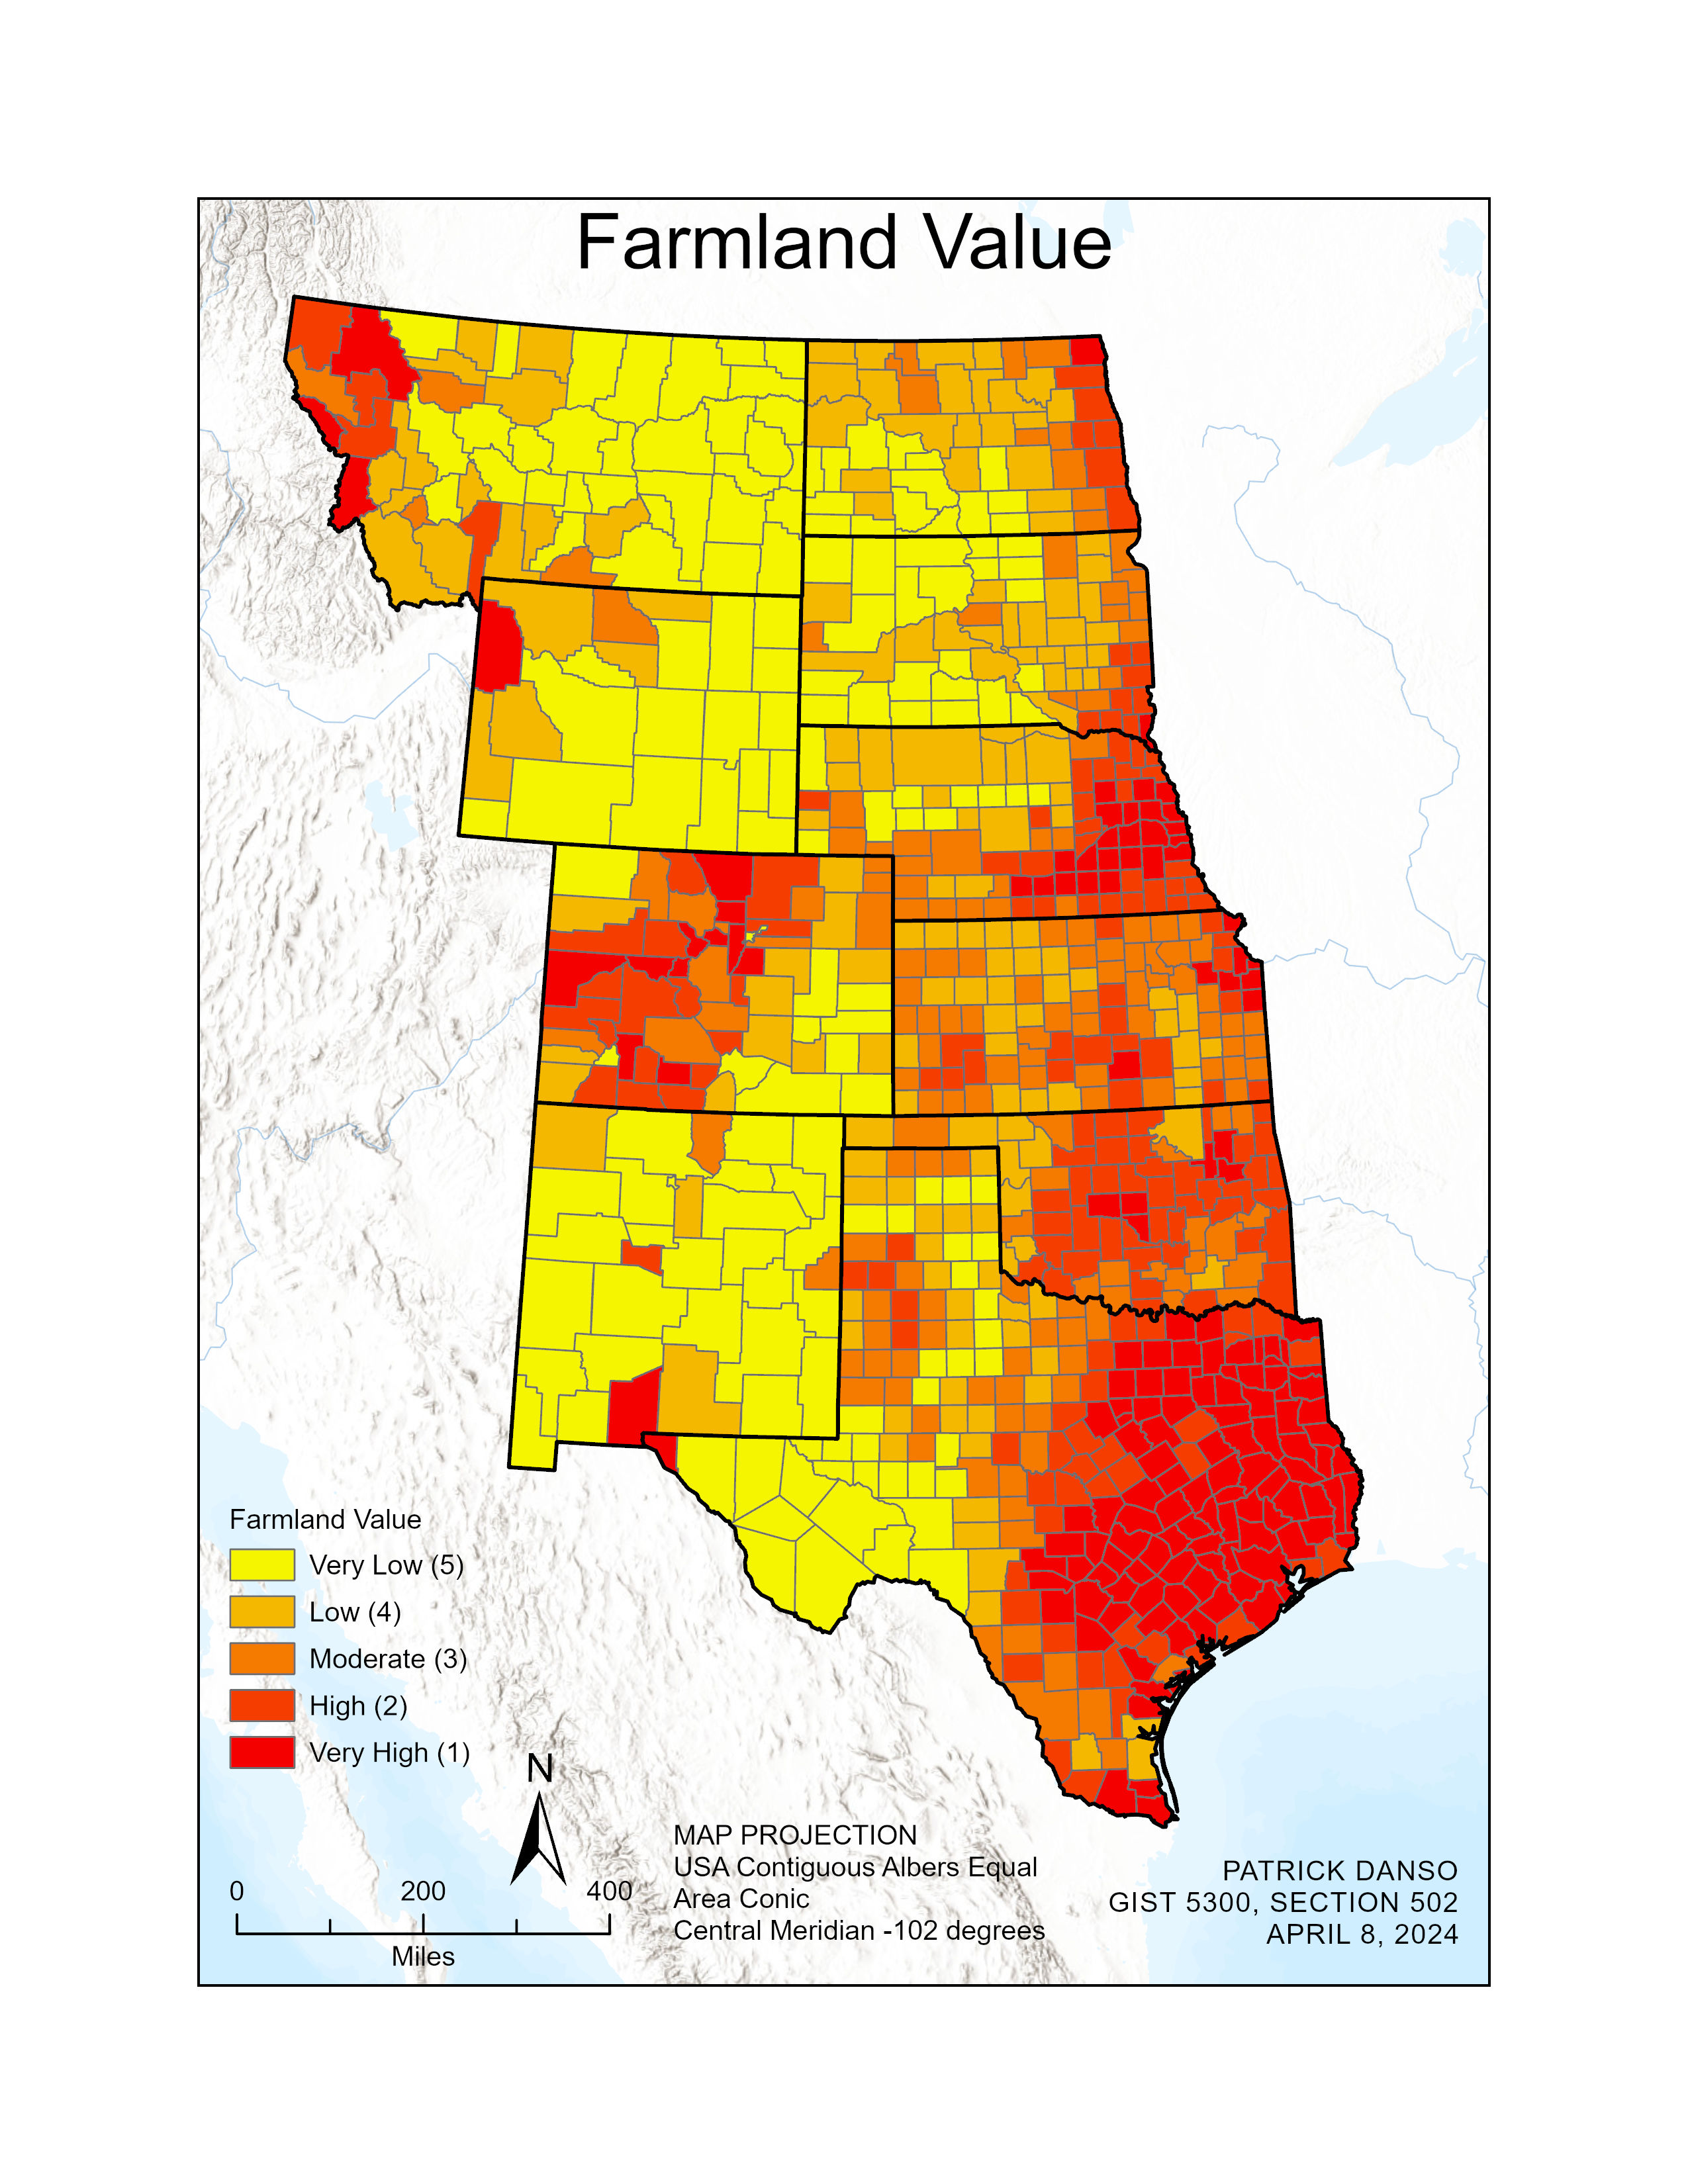 Farmland Value
Farmland Value
Very Low (5)
Low (4)
Moderate (3)
High (2)
Very High (1)
N
0 200 400
Miles
MAP PROJECTION
USA Contiguous Albers Equal
Area Conic
Central Meridian -102 degrees
PATRICK DANSO
GIST 5300, SECTION 502
APRIL 8, 2024